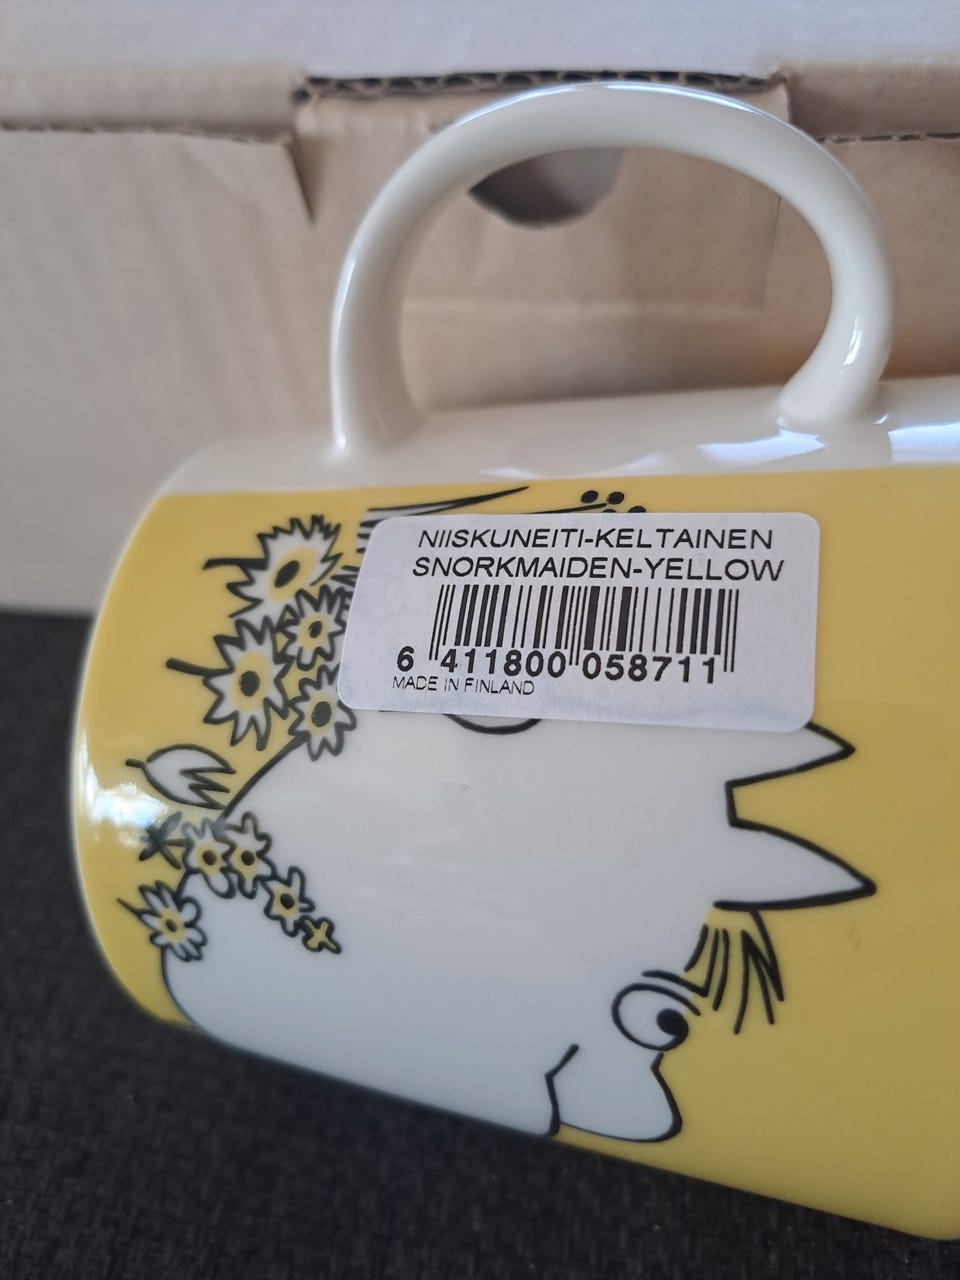 NIISKUNEITI-KELTAINEN
SNORKMAIDEN-YELLOW
6 411800 058711
MADE IN FINLAND